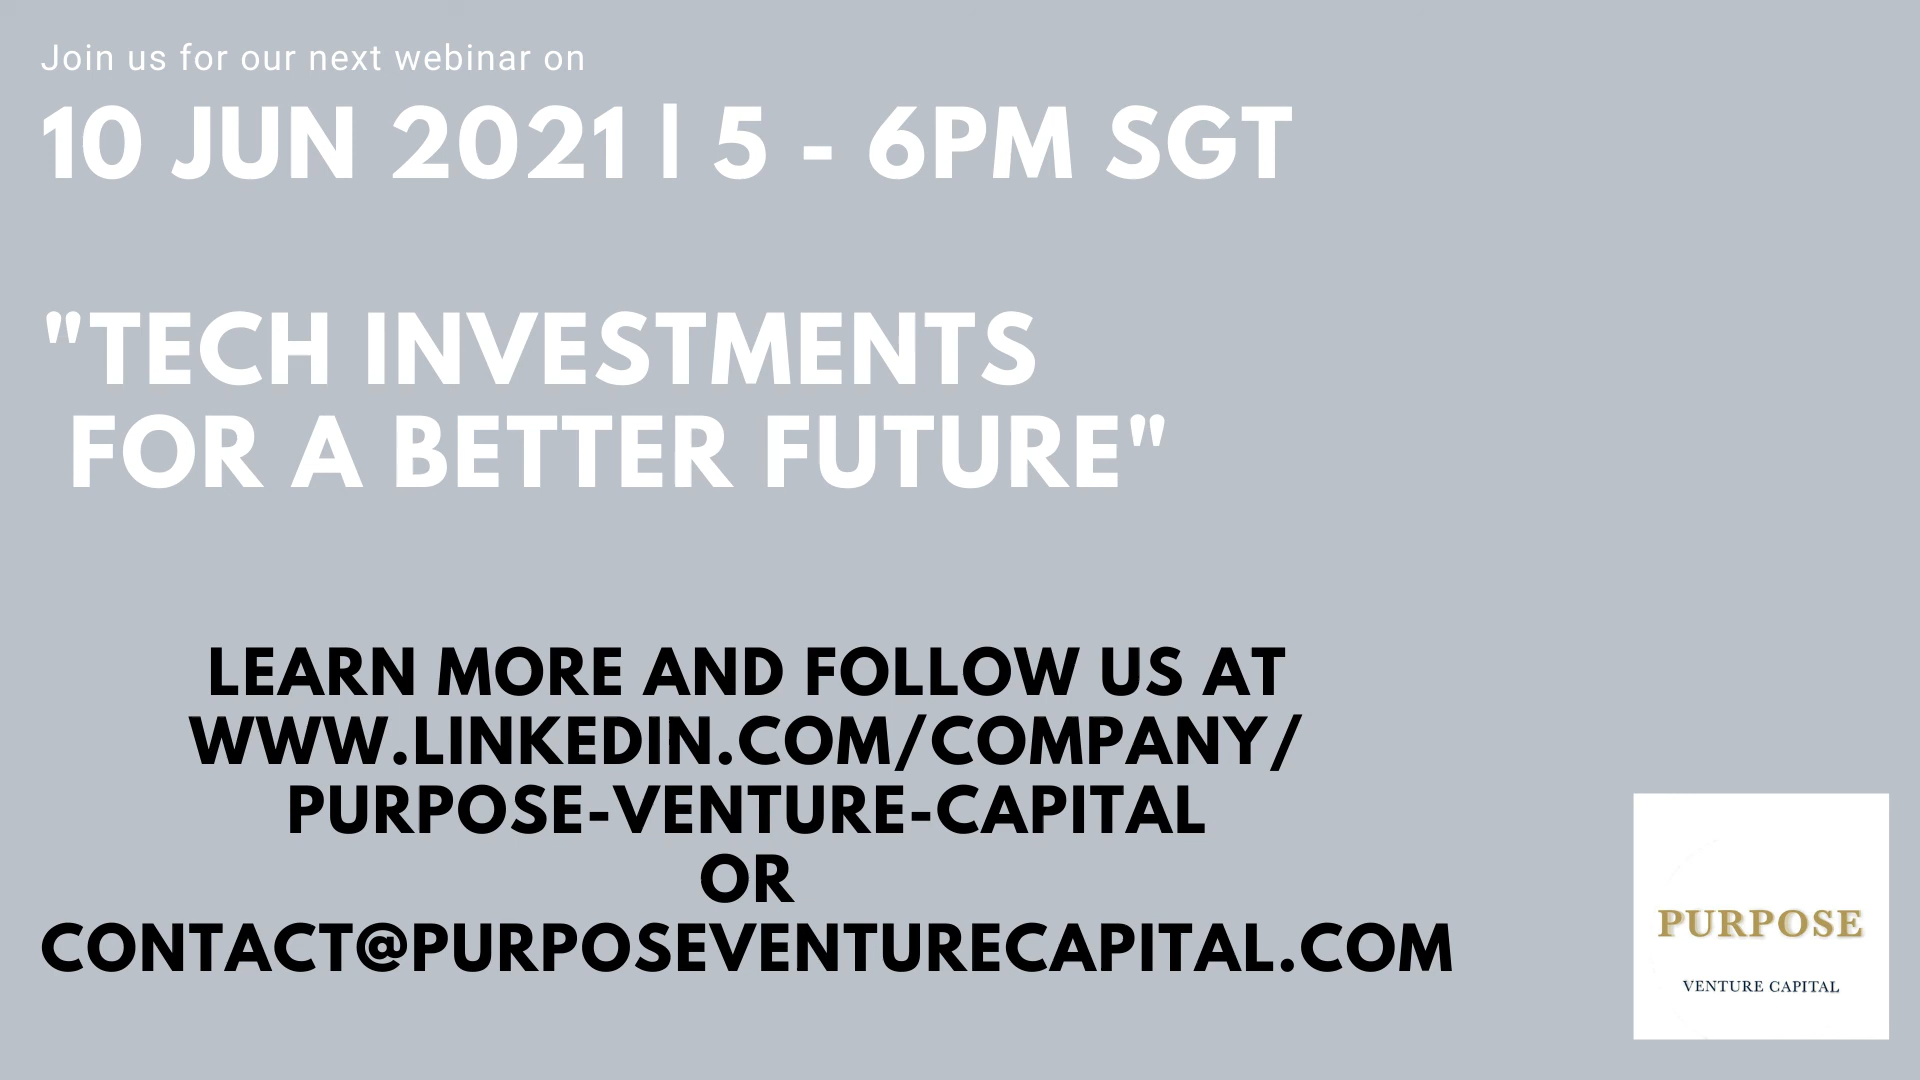 Join us for our next webinar on
10 JUN 2021 | 5 - 6PM SGT
"TECH INVESTMENTS
FOR A BETTER FUTURE"
LEARN MORE AND FOLLOW US AT
WWW.LINKEDIN.COM/COMPANY/
PURPOSE-VENTURE-CAPITAL
OR
CONTACT@PURPOSEVENTURECAPITAL.COM
PURPOSE
VENTURE CAPITAL